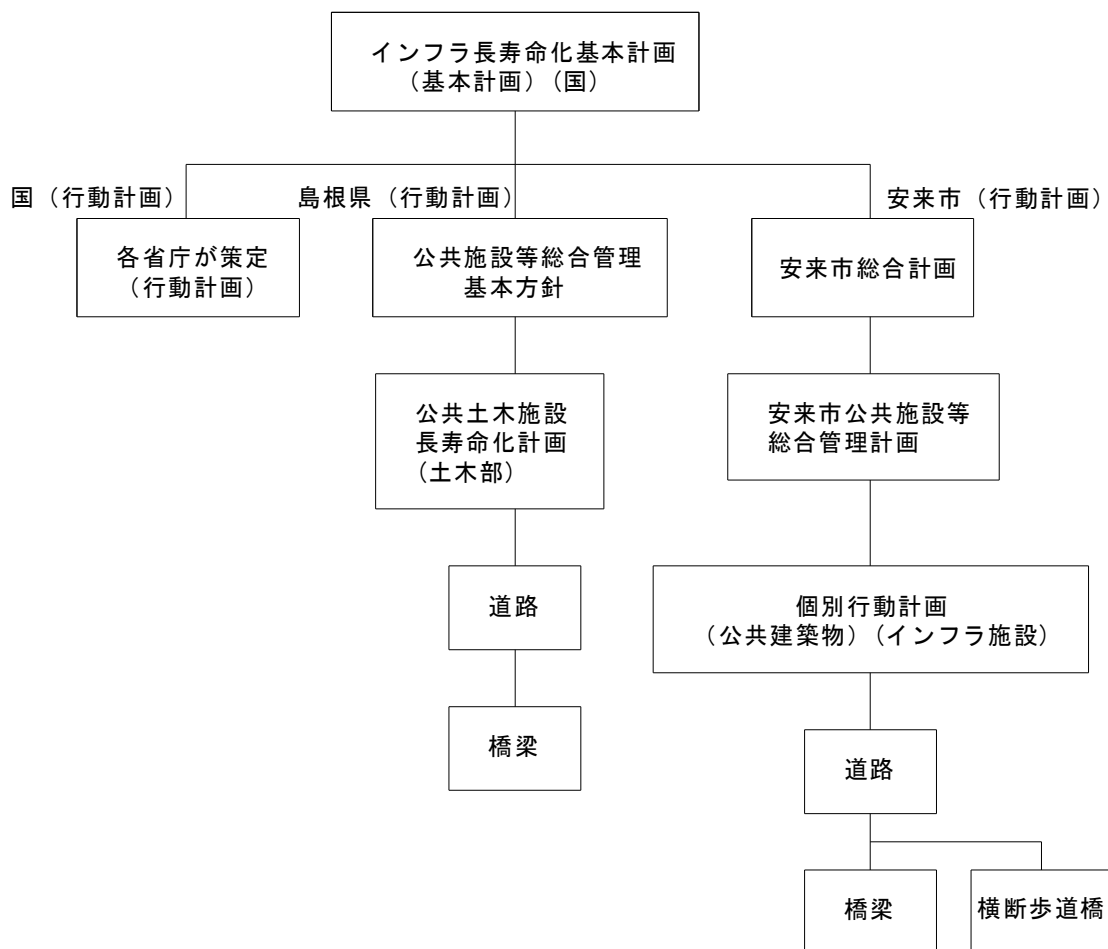 インフラ長寿命化基本計画
（基本計画）（国）
国（行動計画）
島根県（行動計画）
安来市（行動計画）
各省庁が策定
（行動計画）
公共施設等総合管理
基本方針
安来市総合計画
公共土木施設
長寿命化計画
（土木部）
安来市公共施設等
総合管理計画
道路
個別行動計画
（公共建築物）（インフラ施設）
橋梁
道路
橋梁
横断歩道橋